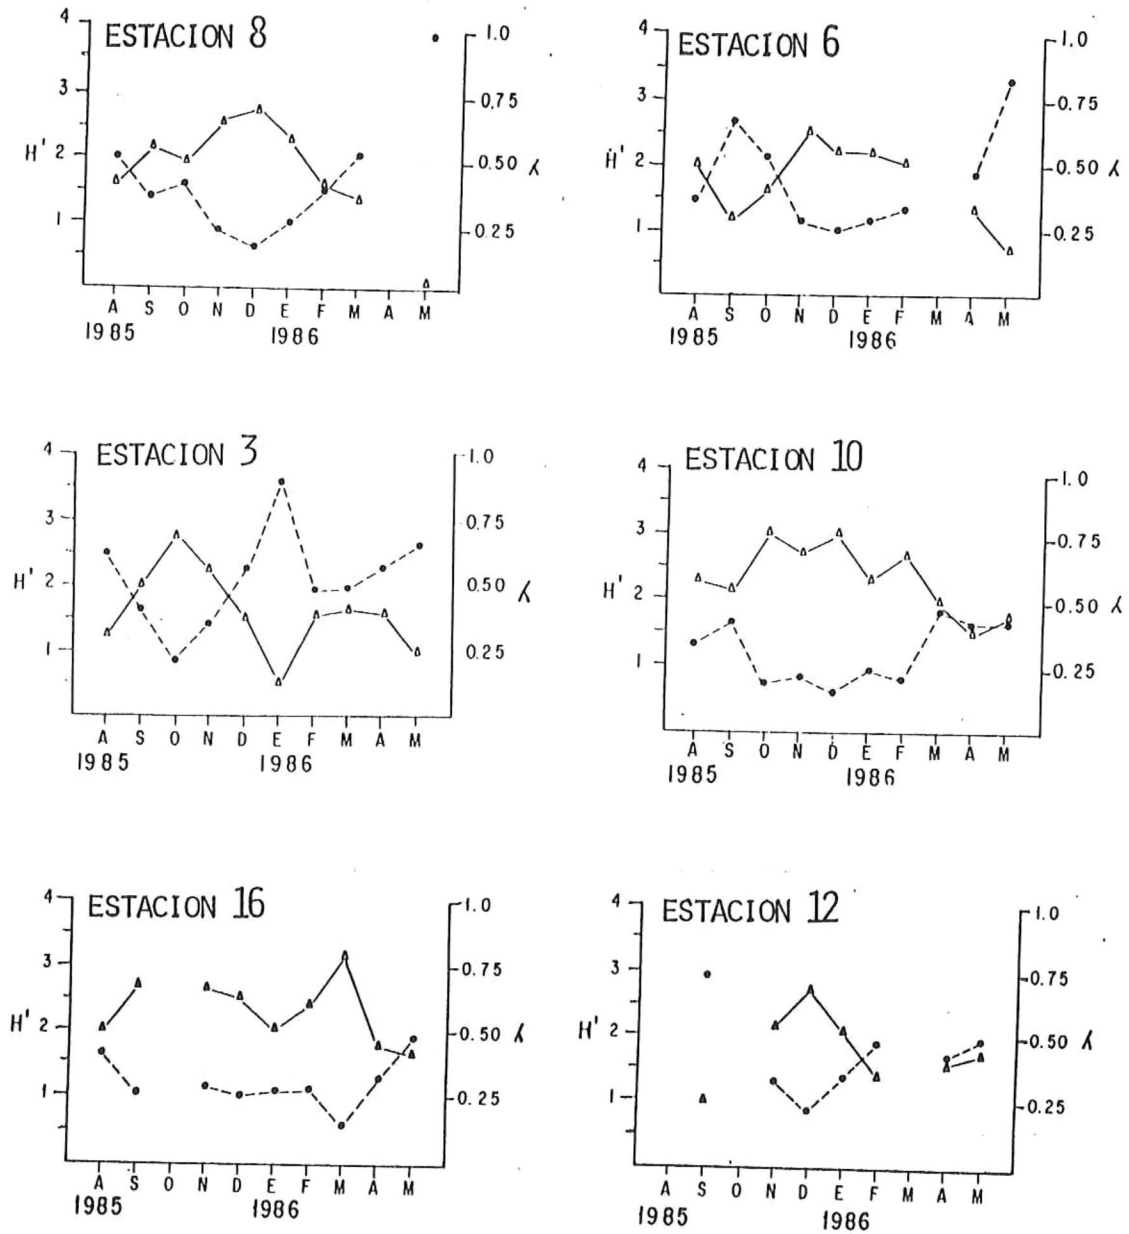 ESTACION 8
4
3
H' 2
1
1.0
0.75
0.50 λ
0.25
A S O N D E F M A M
1985 1986
ESTACION 6
4
3
H' 2
1
1.0
0.75
0.50 λ
0.25
A S O N D E F M A M
1985 1986
ESTACION 3
4
3
H' 2
1
1.0
0.75
0.50 λ
0.25
A S O N D E F M A M
1985 1986
ESTACION 10
4
3
H' 2
1
1.0
0.75
0.50 λ
0.25
A S O N D E F M A M
1985 1986
ESTACION 16
4
3
H' 2
1
1.0
0.75
0.50 λ
0.25
A S O N D E F M A M
1985 1986
ESTACION 12
4
3
H' 2
1
1.0
0.75
0.50 λ
0.25
A S O N D E F M A M
1985 1986